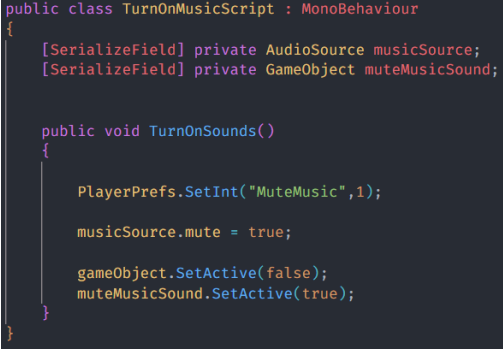 public class TurnOnMusicScript : MonoBehaviour
{
[SerializeField] private AudioSource musicSource;
[SerializeField] private GameObject muteMusicSound;
public void TurnOnSounds()
{
PlayerPrefs.SetInt("MuteMusic",1);
musicSource.mute = true;
gameObject.SetActive(false);
muteMusicSound.SetActive(true);
}
}